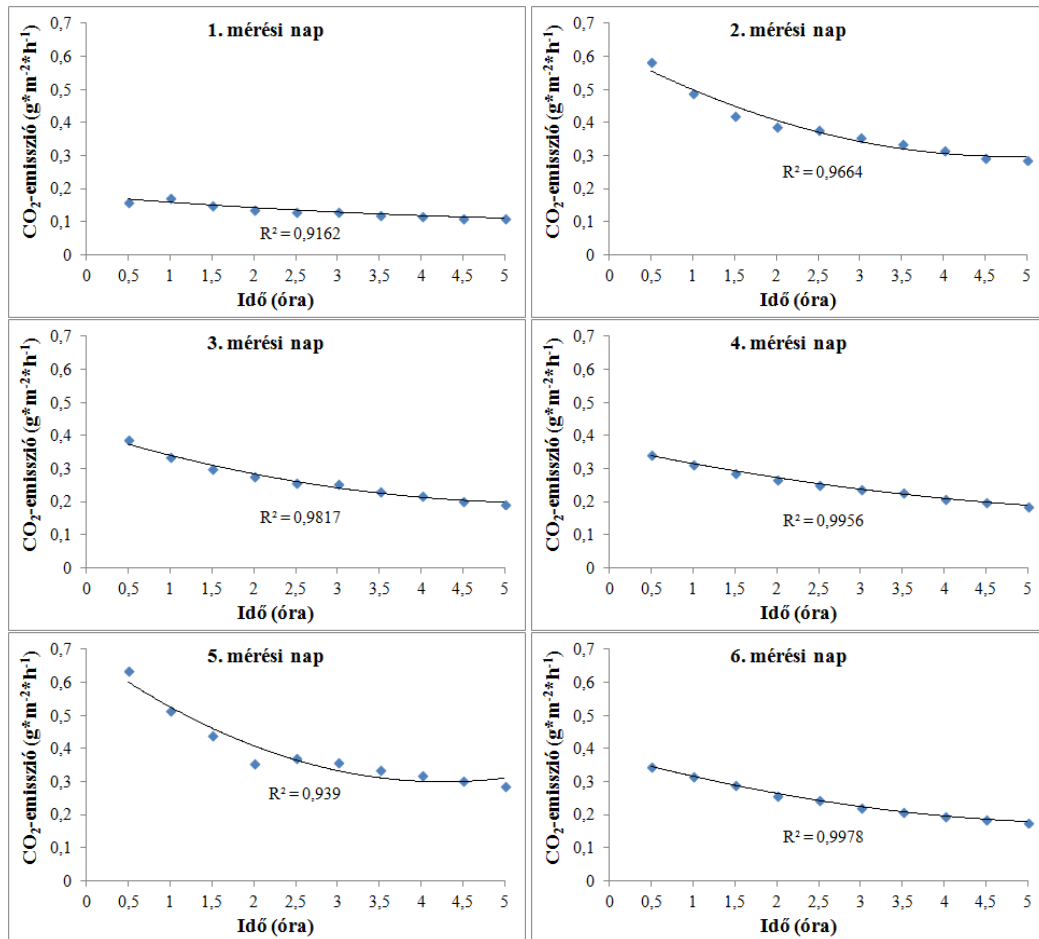 1. mérési nap
CO₂-emisszió (g*m⁻²*h⁻¹)
0,7
0,6
0,5
0,4
0,3
0,2
0,1
0
R² = 0,9162
0 0,5 1 1,5 2 2,5 3 3,5 4 4,5 5
Idő (óra)
2. mérési nap
CO₂-emisszió (g*m⁻²*h⁻¹)
0,7
0,6
0,5
0,4
0,3
0,2
0,1
0
R² = 0,9664
0 0,5 1 1,5 2 2,5 3 3,5 4 4,5 5
Idő (óra)
3. mérési nap
CO₂-emisszió (g*m⁻²*h⁻¹)
0,7
0,6
0,5
0,4
0,3
0,2
0,1
0
R² = 0,9817
0 0,5 1 1,5 2 2,5 3 3,5 4 4,5 5
Idő (óra)
4. mérési nap
CO₂-emisszió (g*m⁻²*h⁻¹)
0,7
0,6
0,5
0,4
0,3
0,2
0,1
0
R² = 0,9956
0 0,5 1 1,5 2 2,5 3 3,5 4 4,5 5
Idő (óra)
5. mérési nap
CO₂-emisszió (g*m⁻²*h⁻¹)
0,7
0,6
0,5
0,4
0,3
0,2
0,1
0
R² = 0,939
0 0,5 1 1,5 2 2,5 3 3,5 4 4,5 5
Idő (óra)
6. mérési nap
CO₂-emisszió (g*m⁻²*h⁻¹)
0,7
0,6
0,5
0,4
0,3
0,2
0,1
0
R² = 0,9978
0 0,5 1 1,5 2 2,5 3 3,5 4 4,5 5
Idő (óra)